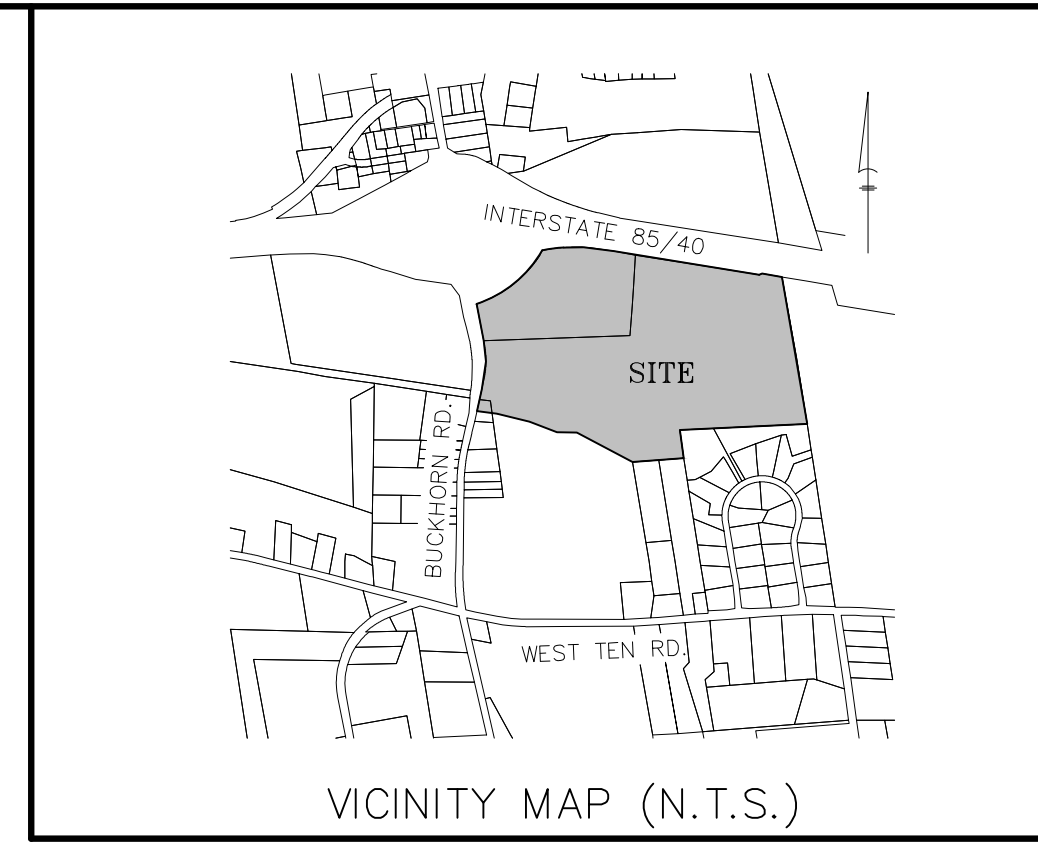 INTERSTATE 85/40
SITE
BUCKHORN RD.
WEST TEN RD.
VICINITY MAP (N.T.S.)